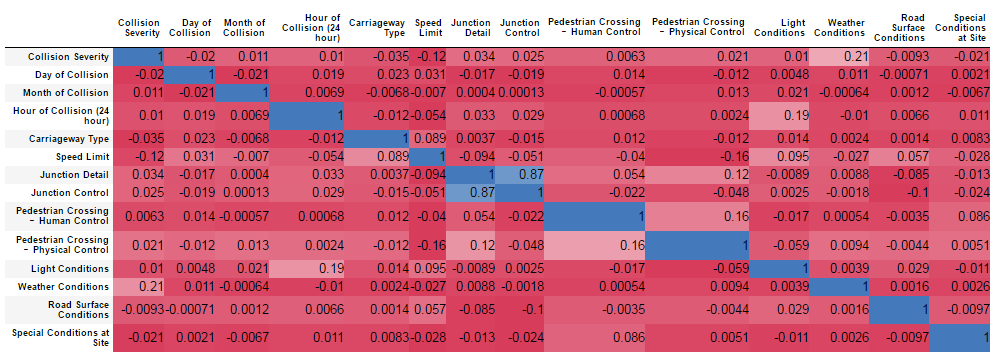 Collision Severity Day of Collision Month of Collision Hour of Collision (24 hour) Carriageway Type Speed Limit Junction Detail Junction Control Pedestrian Crossing - Human Control Pedestrian Crossing - Physical Control Light Conditions Weather Conditions Road Surface Conditions Special Conditions at Site
Collision Severity 1 -0.02 0.011 0.01 -0.035 -0.12 0.034 0.025 0.0063 0.021 0.01 0.21 -0.0093 -0.021
Day of Collision -0.02 1 -0.021 0.019 0.023 0.031 -0.017 -0.019 0.014 -0.012 0.0048 0.011 -0.00071 0.0021
Month of Collision 0.011 -0.021 1 0.0069 -0.0068 -0.007 0.0004 0.00013 -0.00057 0.013 0.021 -0.00064 0.0012 -0.0067
Hour of Collision (24 hour) 0.01 0.019 0.0069 1 -0.012 -0.054 0.033 0.029 0.00068 0.0024 0.19 -0.01 0.0066 0.011
Carriageway Type -0.035 0.023 -0.0068 -0.012 1 0.089 0.0037 -0.015 0.012 -0.012 0.014 0.0024 0.0014 0.0083
Speed Limit -0.12 0.031 -0.007 -0.054 0.089 1 -0.094 -0.051 -0.04 -0.16 0.095 -0.027 0.057 -0.028
Junction Detail 0.034 -0.017 0.0004 0.033 0.0037 -0.094 1 0.87 0.054 0.12 -0.0089 0.0088 -0.085 -0.013
Junction Control 0.025 -0.019 0.00013 0.029 -0.015 -0.051 0.87 1 -0.022 -0.048 0.0025 -0.0018 -0.1 -0.024
Pedestrian Crossing - Human Control 0.0063 0.014 -0.00057 0.00068 0.012 -0.04 0.054 -0.022 1 0.16 -0.017 0.00054 -0.0035 0.086
Pedestrian Crossing - Physical Control 0.021 -0.012 0.013 0.0024 -0.012 -0.16 0.12 -0.048 0.16 1 -0.059 0.0094 -0.0044 0.0051
Light Conditions 0.01 0.0048 0.021 0.19 0.014 0.095 -0.0089 0.0025 -0.017 -0.059 1 0.0039 0.029 -0.011
Weather Conditions 0.21 0.011 -0.00064 -0.01 0.0024 -0.027 0.0088 -0.0018 0.00054 0.0094 0.0039 1 0.0016 0.0026
Road Surface Conditions -0.0093 -0.00071 0.0012 0.0066 0.0014 0.057 -0.085 -0.1 -0.0035 -0.0044 0.029 0.0016 1 -0.0097
Special Conditions at Site -0.021 0.0021 -0.0067 0.011 0.0083 -0.028 -0.013 -0.024 0.086 0.0051 -0.011 0.0026 -0.0097 1